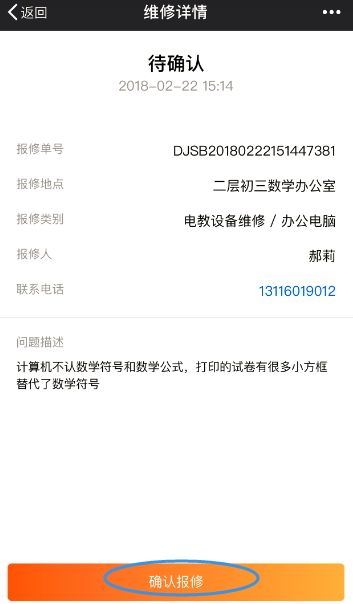 返回
维修详情
待确认
2018-02-22 15:14
报修单号
DJSB20180222151447381
报修地点
二层初三数学办公室
报修类别
电教设备维修 / 办公电脑
报修人
郝莉
联系电话
13116019012
问题描述
计算机不认数学符号和数学公式，打印的试卷有很多小方框
替代了数学符号
确认报修